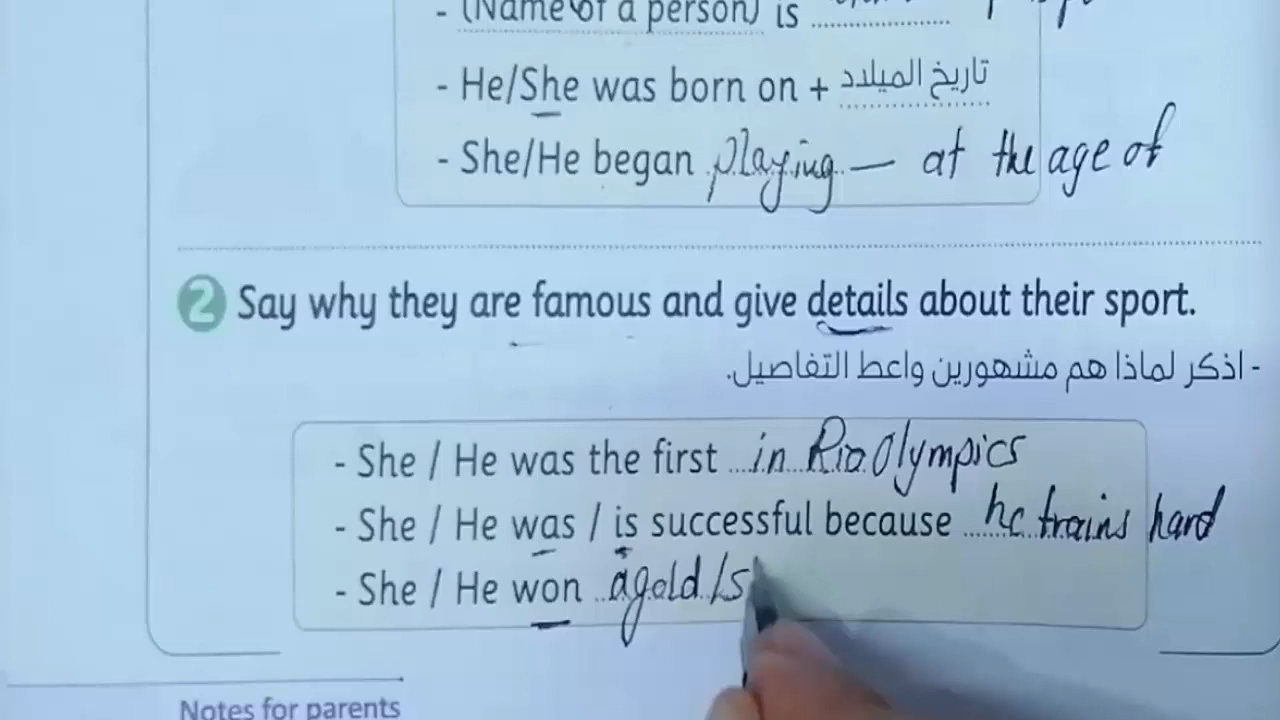 - (Name of a person) is
- He/She was born on + تاريخ الميلاد
- She/He began playing — at the age of
2 Say why they are famous and give details about their sport.
- اذكر لماذا هم مشهورين واعط التفاصيل.
- She / He was the first in Rio Olympics
- She / He was / is successful because he trains hard
- She / He won a gold / s
Notes for parents